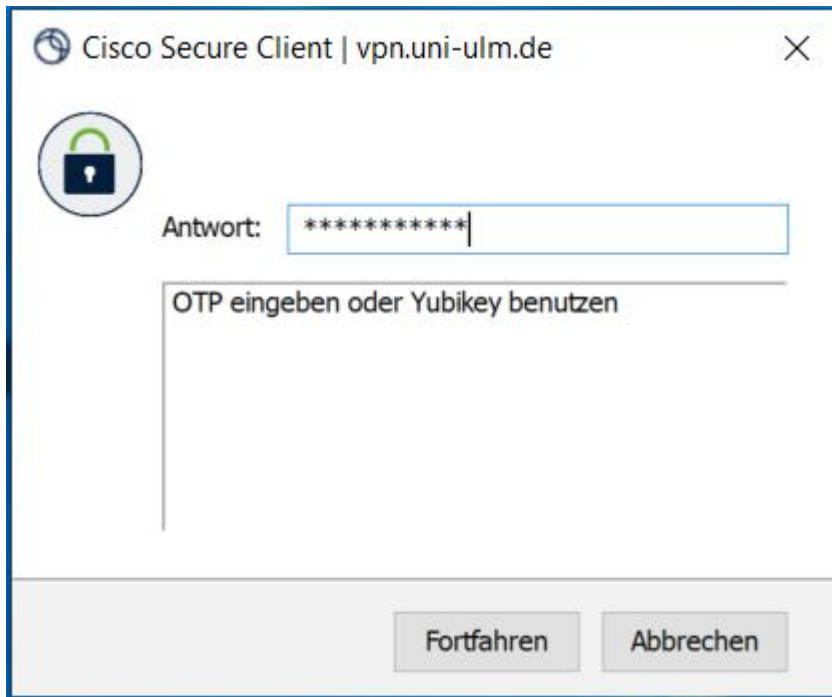 Cisco Secure Client | vpn.uni-ulm.de
Antwort: ***********
OTP eingeben oder Yubikey benutzen
Fortfahren Abbrechen